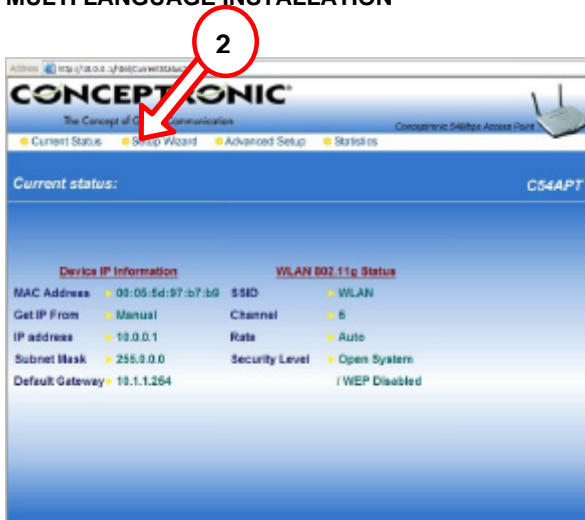 MULTI LANGUAGE INSTALLATION
2
Address
CONCEPTRONIC
The Concept of Communication
Conceptronic 54Mbps Access Point
Current Status Setup Wizard Advanced Setup Statistics
Current status: C54APT
Device IP Information WLAN 802.11g Status
MAC Address 00:05:5d:97:b7:b9 SSID WLAN
Get IP From Manual Channel 6
IP address 10.0.0.1 Rate Auto
Subnet Mask 255.0.0.0 Security Level Open System
Default Gateway 10.1.1.254 / WEP Disabled